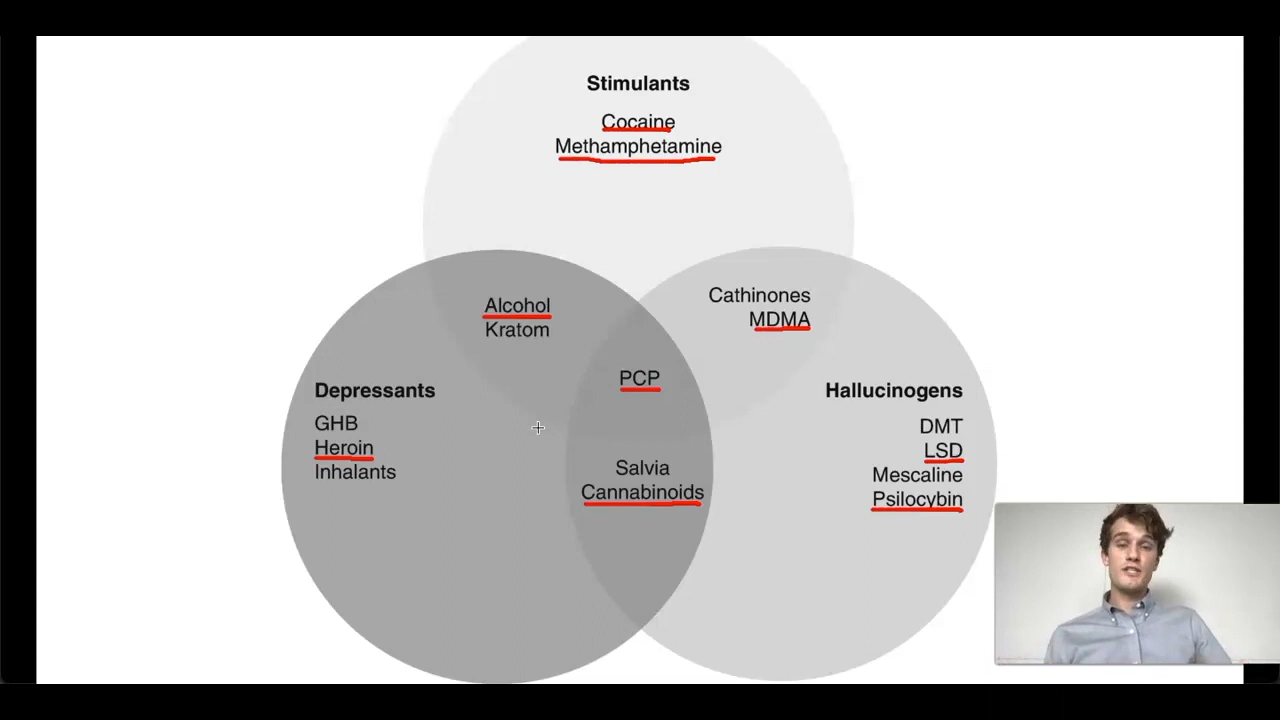 Stimulants
Cocaine
Methamphetamine
Alcohol
Kratom
Cathinones
MDMA
PCP
Depressants
GHB
Heroin
Inhalants
Salvia
Cannabinoids
Hallucinogens
DMT
LSD
Mescaline
Psilocybin